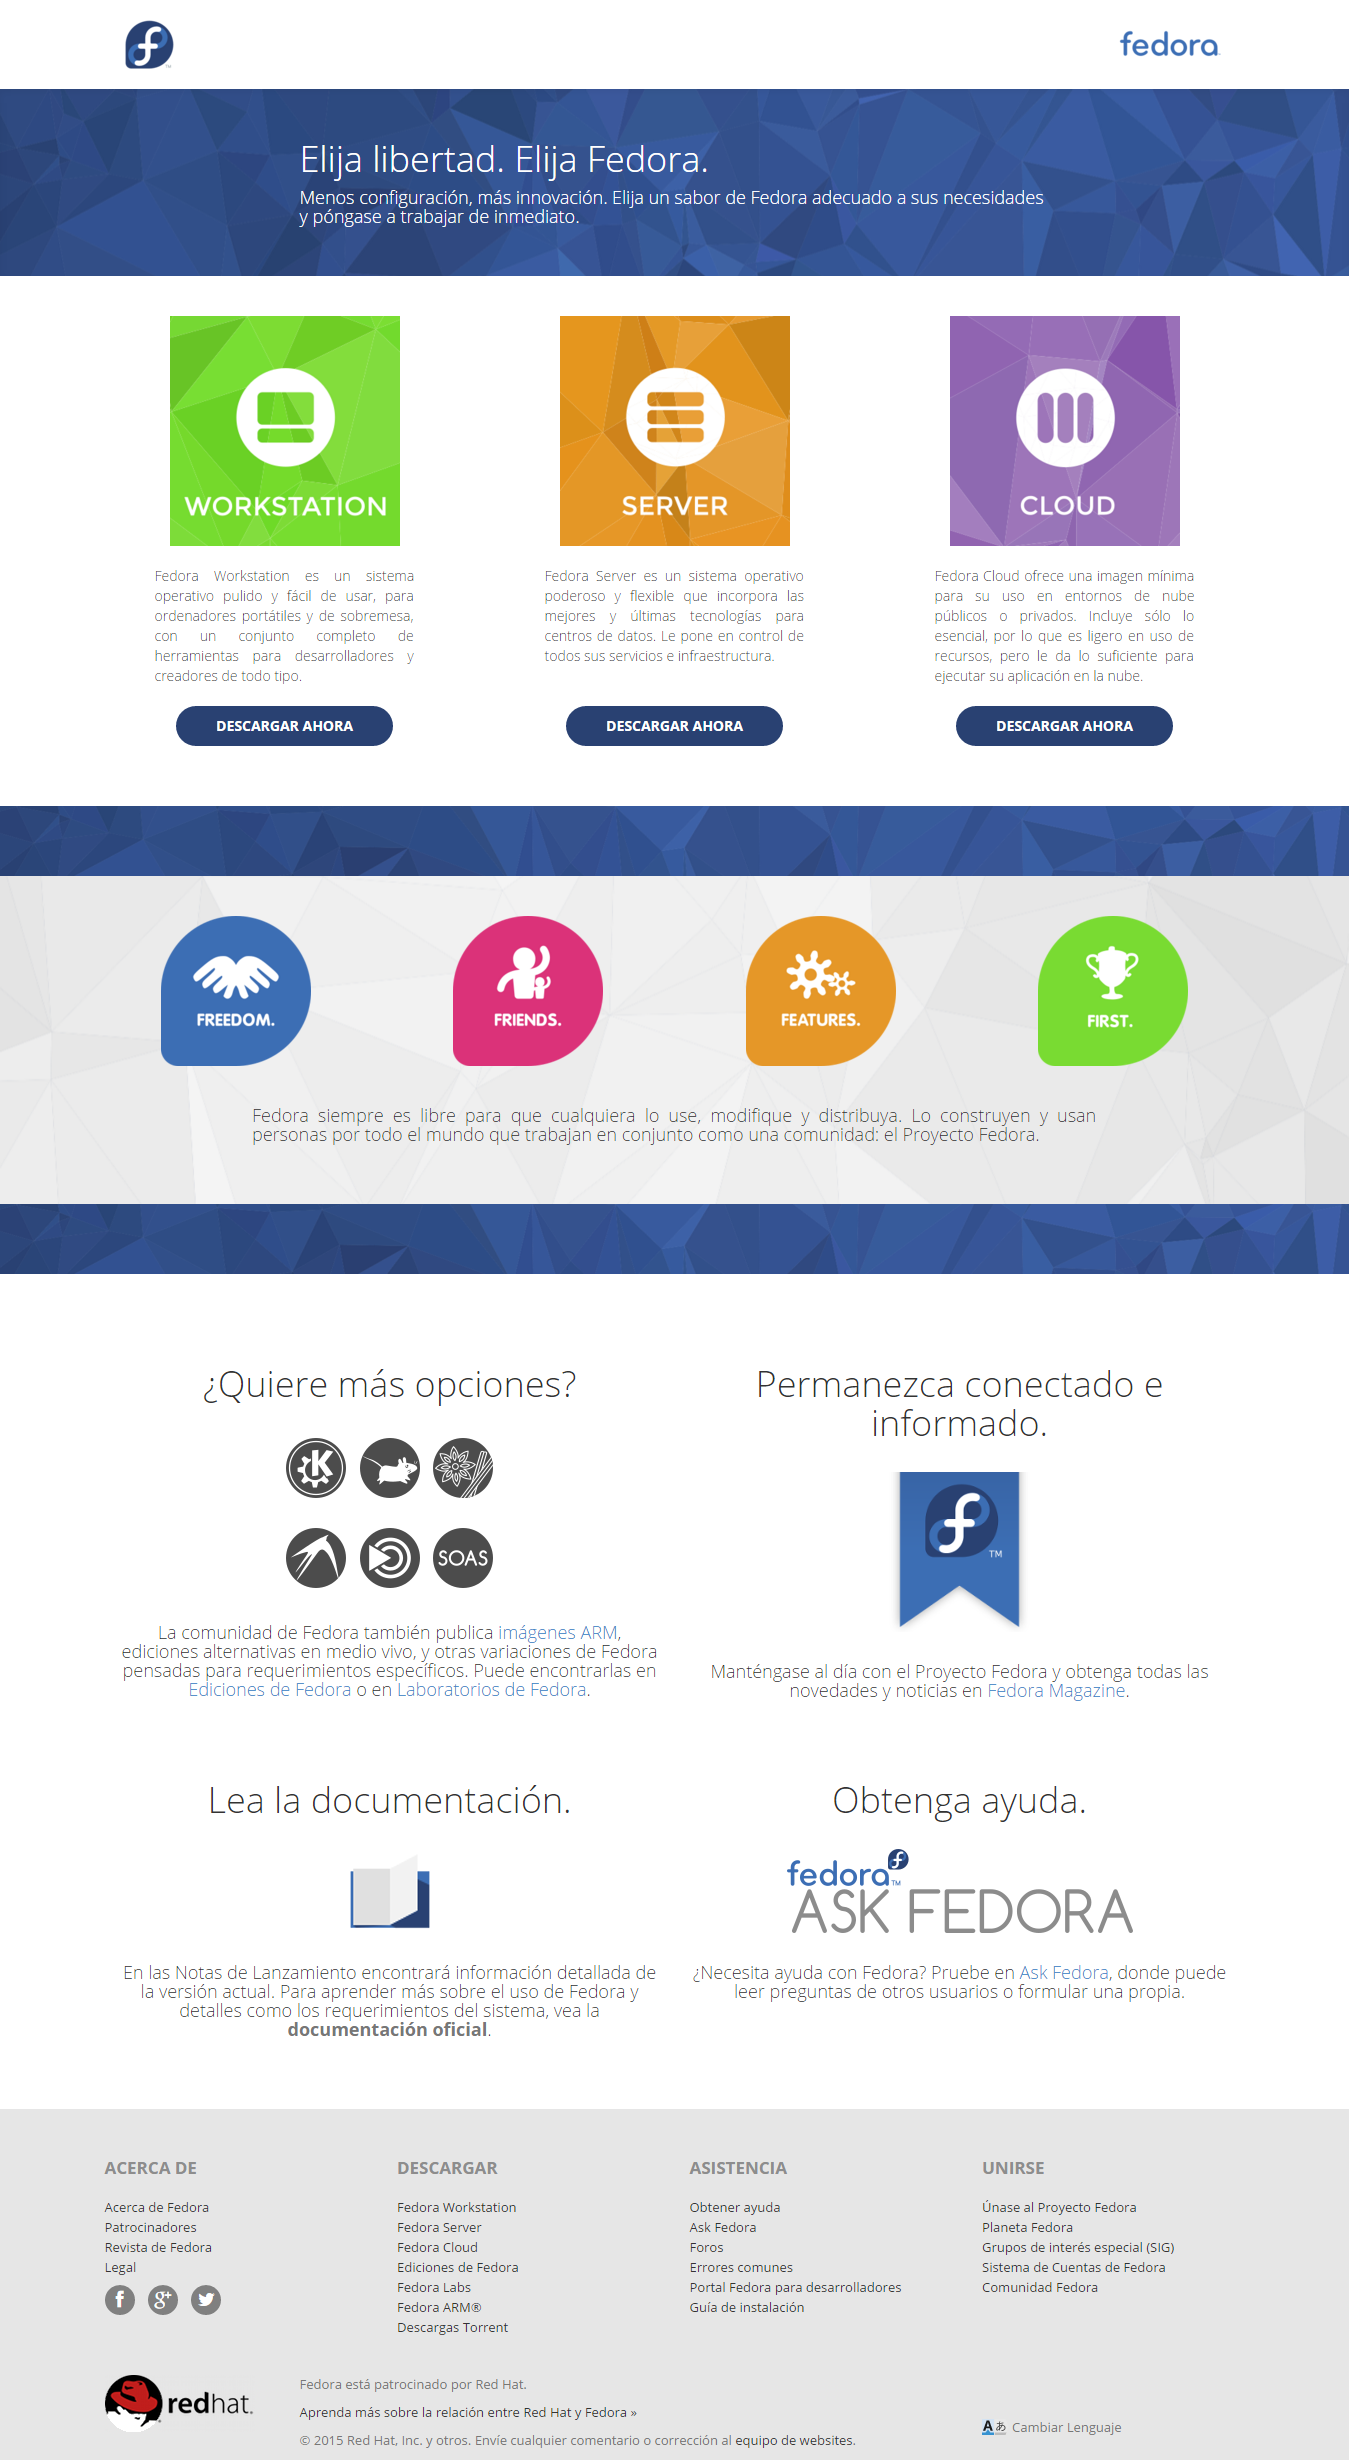 fedora
Elija libertad. Elija Fedora.
Menos configuración, más innovación. Elija un sabor de Fedora adecuado a sus necesidades
y póngase a trabajar de inmediato.
WORKSTATION
Fedora Workstation es un sistema
operativo pulido y fácil de usar, para
ordenadores portátiles y de sobremesa,
con un conjunto completo de
herramientas para desarrolladores y
creadores de todo tipo.
DESCARGAR AHORA
SERVER
Fedora Server es un sistema operativo
poderoso y flexible que incorpora las
mejores y últimas tecnologías para
centros de datos. Le pone en control de
todos sus servicios e infraestructura.
DESCARGAR AHORA
CLOUD
Fedora Cloud ofrece una imagen mínima
para su uso en entornos de nube
públicos o privados. Incluye sólo lo
esencial, por lo que es ligero en uso de
recursos, pero le da lo suficiente para
ejecutar su aplicación en la nube.
DESCARGAR AHORA
FREEDOM.
FRIENDS.
FEATURES.
FIRST.
Fedora siempre es libre para que cualquiera lo use, modifique y distribuya. Lo construyen y usan
personas por todo el mundo que trabajan en conjunto como una comunidad: el Proyecto Fedora.
¿Quiere más opciones?
SOAS
La comunidad de Fedora también publica imágenes ARM,
ediciones alternativas en medio vivo, y otras variaciones de Fedora
pensadas para requerimientos específicos. Puede encontrarlas en
Ediciones de Fedora o en Laboratorios de Fedora.
Permanezca conectado e
informado.
TM
Manténgase al día con el Proyecto Fedora y obtenga todas las
novedades y noticias en Fedora Magazine.
Lea la documentación.
En las Notas de Lanzamiento encontrará información detallada de
la versión actual. Para aprender más sobre el uso de Fedora y
detalles como los requerimientos del sistema, vea la
documentación oficial.
Obtenga ayuda.
fedora TM
ASK FEDORA
¿Necesita ayuda con Fedora? Pruebe en Ask Fedora, donde puede
leer preguntas de otros usuarios o formular una propia.
ACERCA DE
Acerca de Fedora
Patrocinadores
Revista de Fedora
Legal
DESCARGAR
Fedora Workstation
Fedora Server
Fedora Cloud
Ediciones de Fedora
Fedora Labs
Fedora ARM®
Descargas Torrent
ASISTENCIA
Obtener ayuda
Ask Fedora
Foros
Errores comunes
Portal Fedora para desarrolladores
Guía de instalación
UNIRSE
Únase al Proyecto Fedora
Planeta Fedora
Grupos de interés especial (SIG)
Sistema de Cuentas de Fedora
Comunidad Fedora
redhat.
Fedora está patrocinado por Red Hat.
Aprenda más sobre la relación entre Red Hat y Fedora »
© 2015 Red Hat, Inc. y otros. Envíe cualquier comentario o corrección al equipo de websites.
Aあ Cambiar Lenguaje